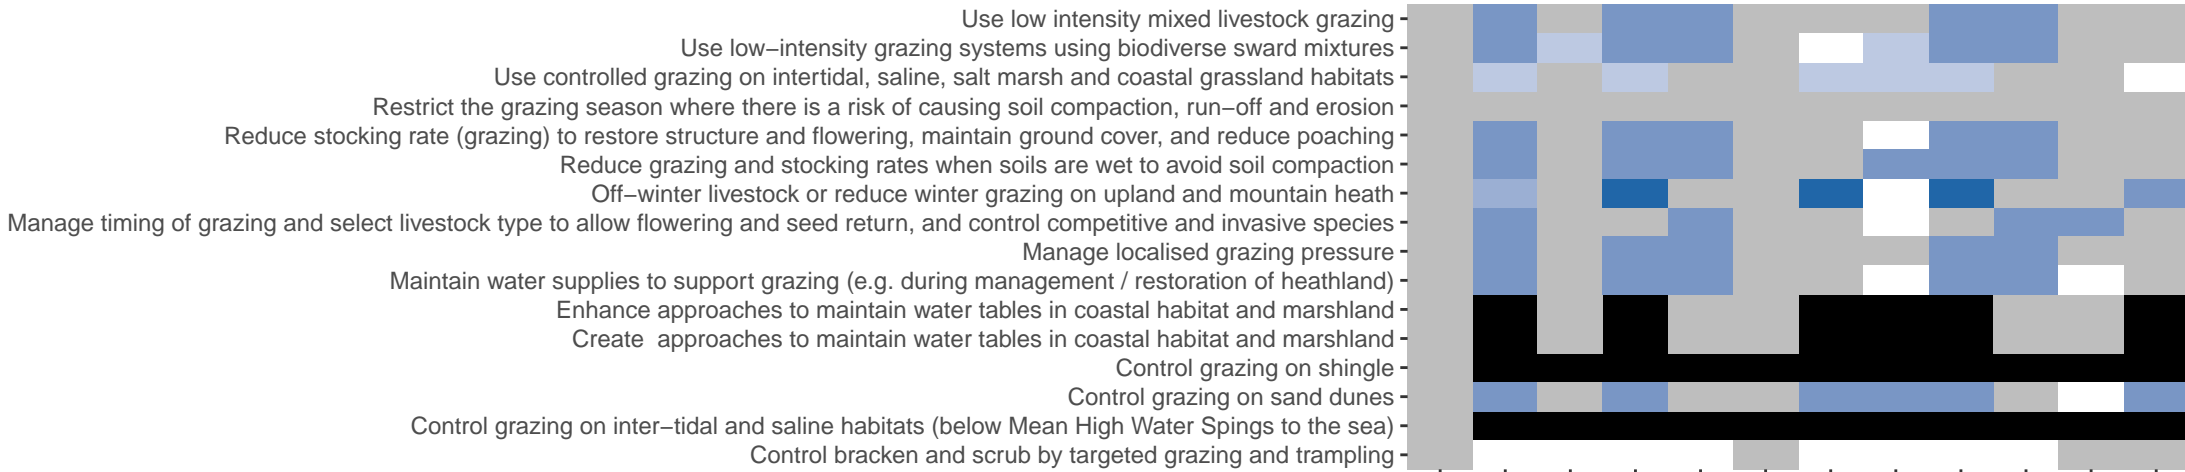 Use low intensity mixed livestock grazing
Use low−intensity grazing systems using biodiverse sward mixtures
Use controlled grazing on intertidal, saline, salt marsh and coastal grassland habitats
Restrict the grazing season where there is a risk of causing soil compaction, run−off and erosion
Reduce stocking rate (grazing) to restore structure and flowering, maintain ground cover, and reduce poaching
Reduce grazing and stocking rates when soils are wet to avoid soil compaction
Off−winter livestock or reduce winter grazing on upland and mountain heath
Manage timing of grazing and select livestock type to allow flowering and seed return, and control competitive and invasive species
Manage localised grazing pressure
Maintain water supplies to support grazing (e.g. during management / restoration of heathland)
Enhance approaches to maintain water tables in coastal habitat and marshland
Create  approaches to maintain water tables in coastal habitat and marshland
Control grazing on shingle
Control grazing on sand dunes
Control grazing on inter−tidal and saline habitats (below Mean High Water Spings to the sea)
Control bracken and scrub by targeted grazing and trampling